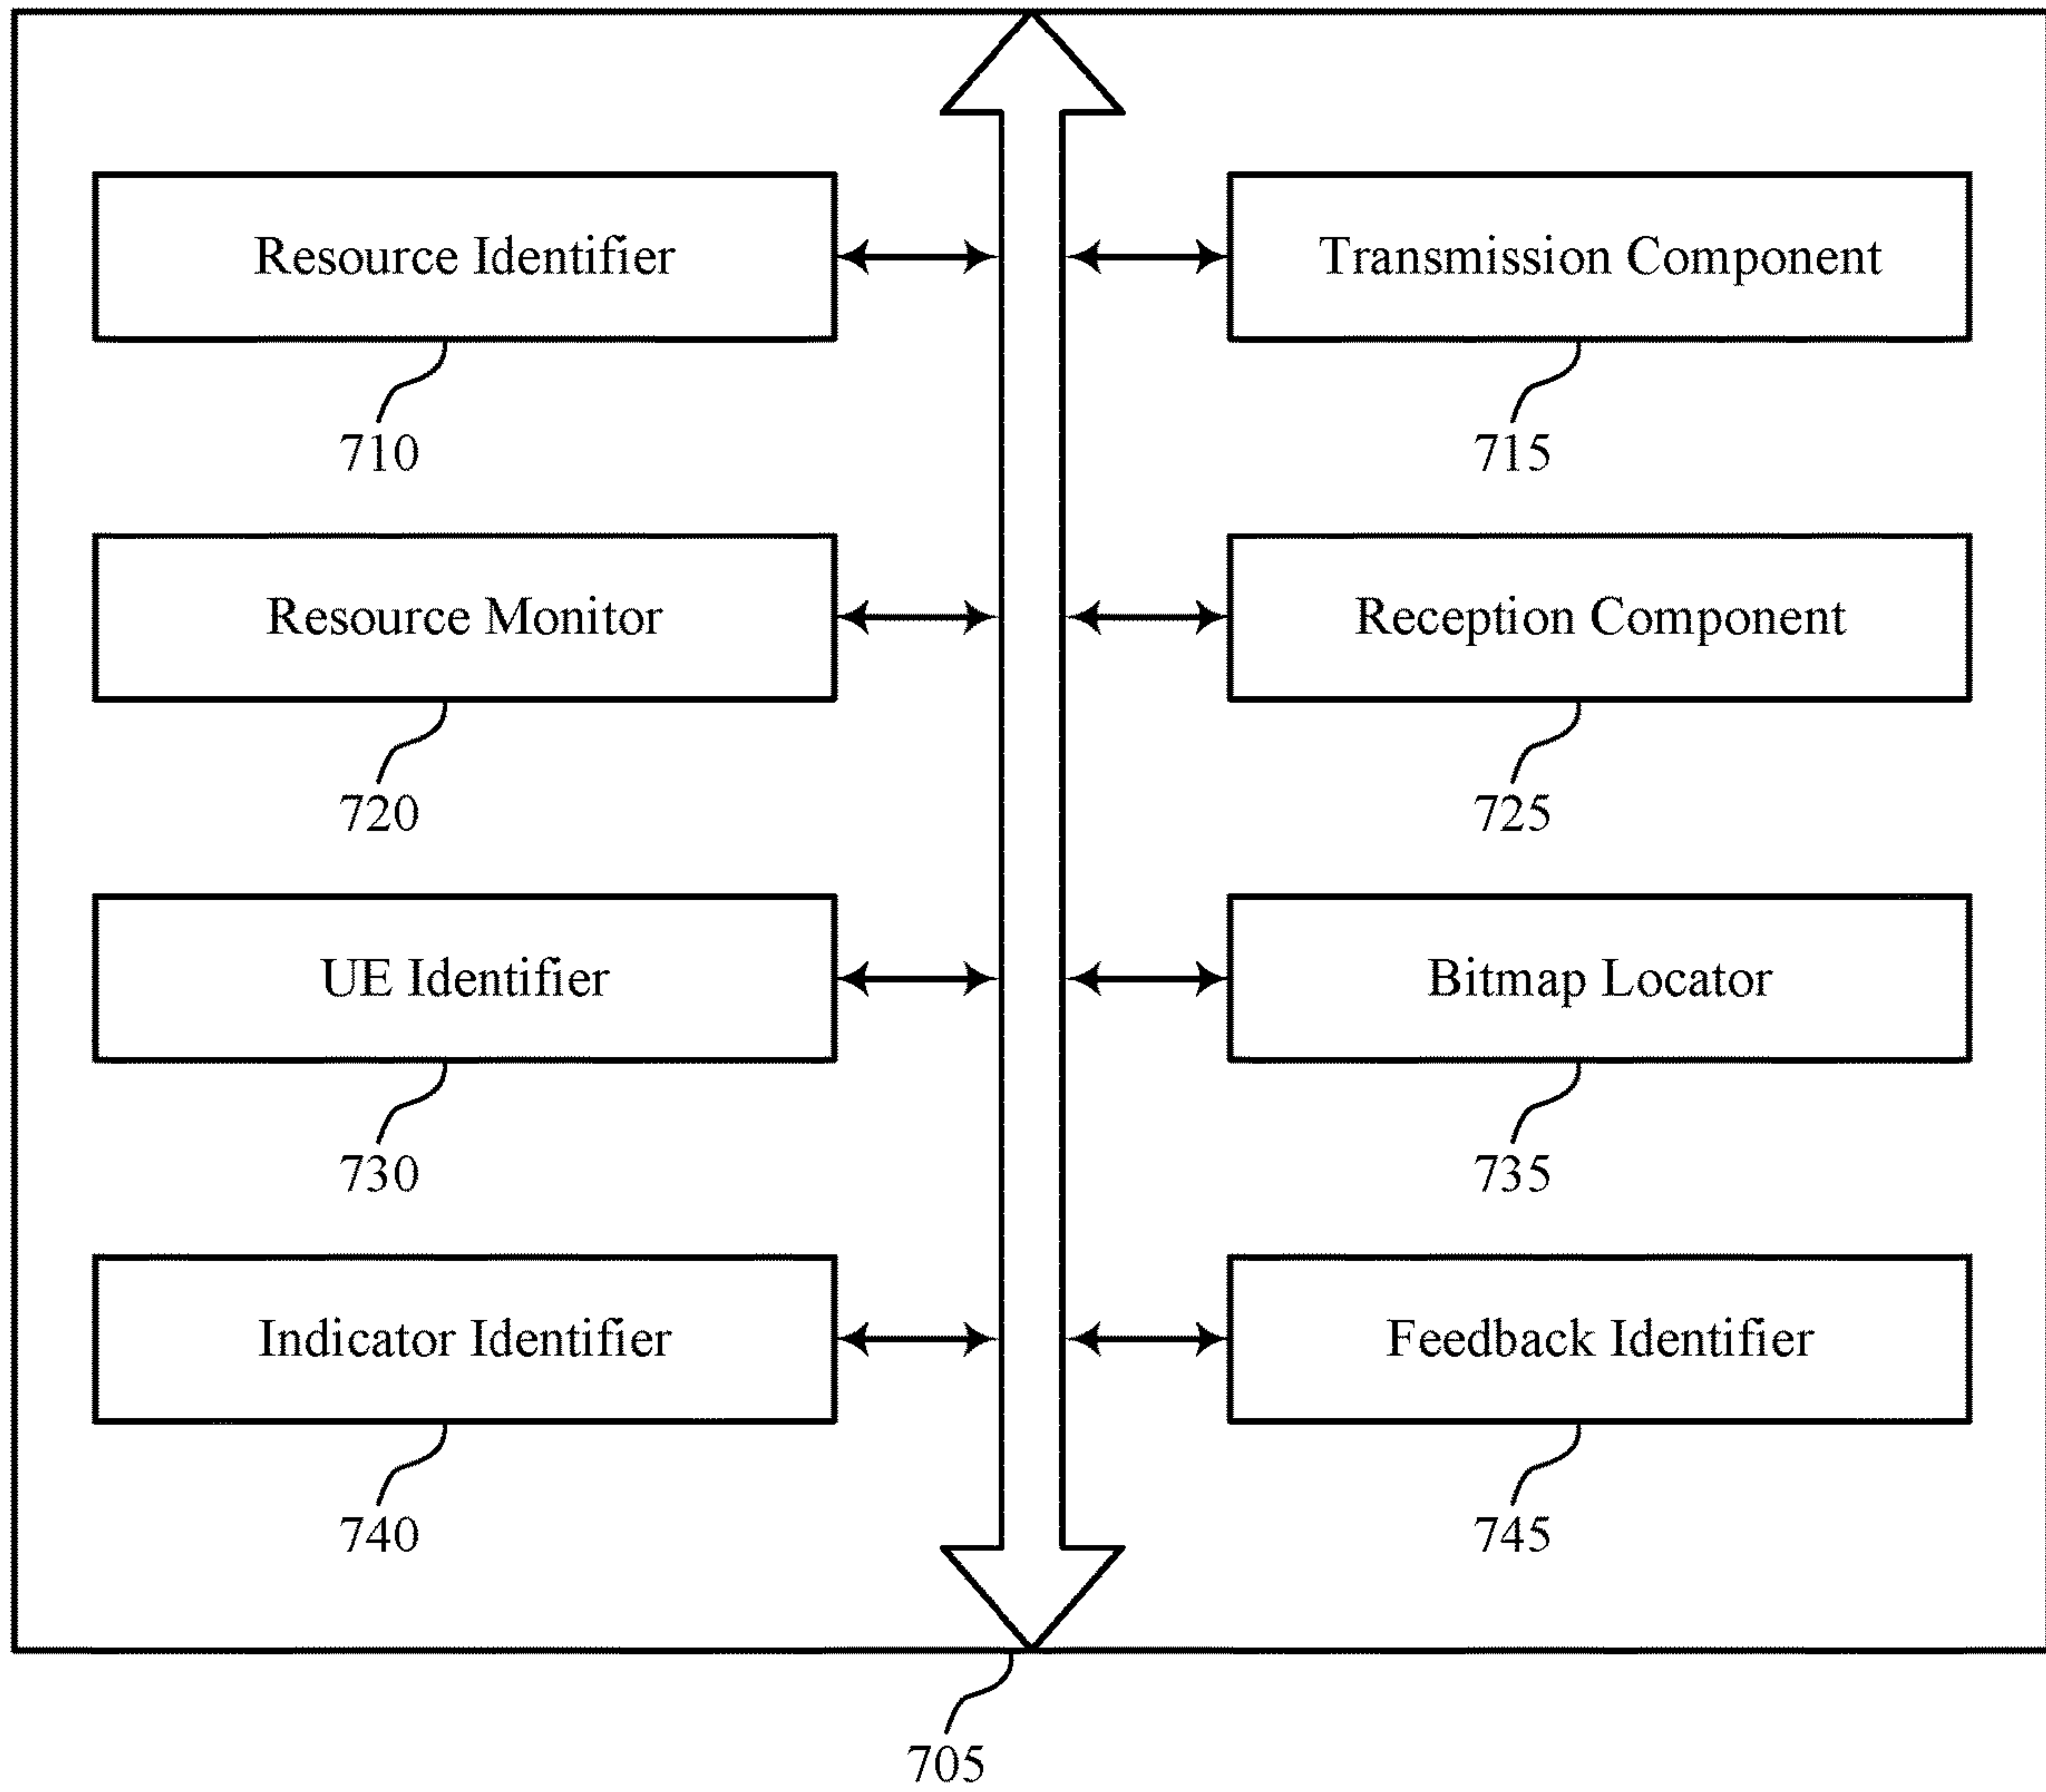 Resource Identifier
Transmission Component
710
715
Resource Monitor
Reception Component
720
725
UE Identifier
Bitmap Locator
730
735
Indicator Identifier
Feedback Identifier
740
745
705